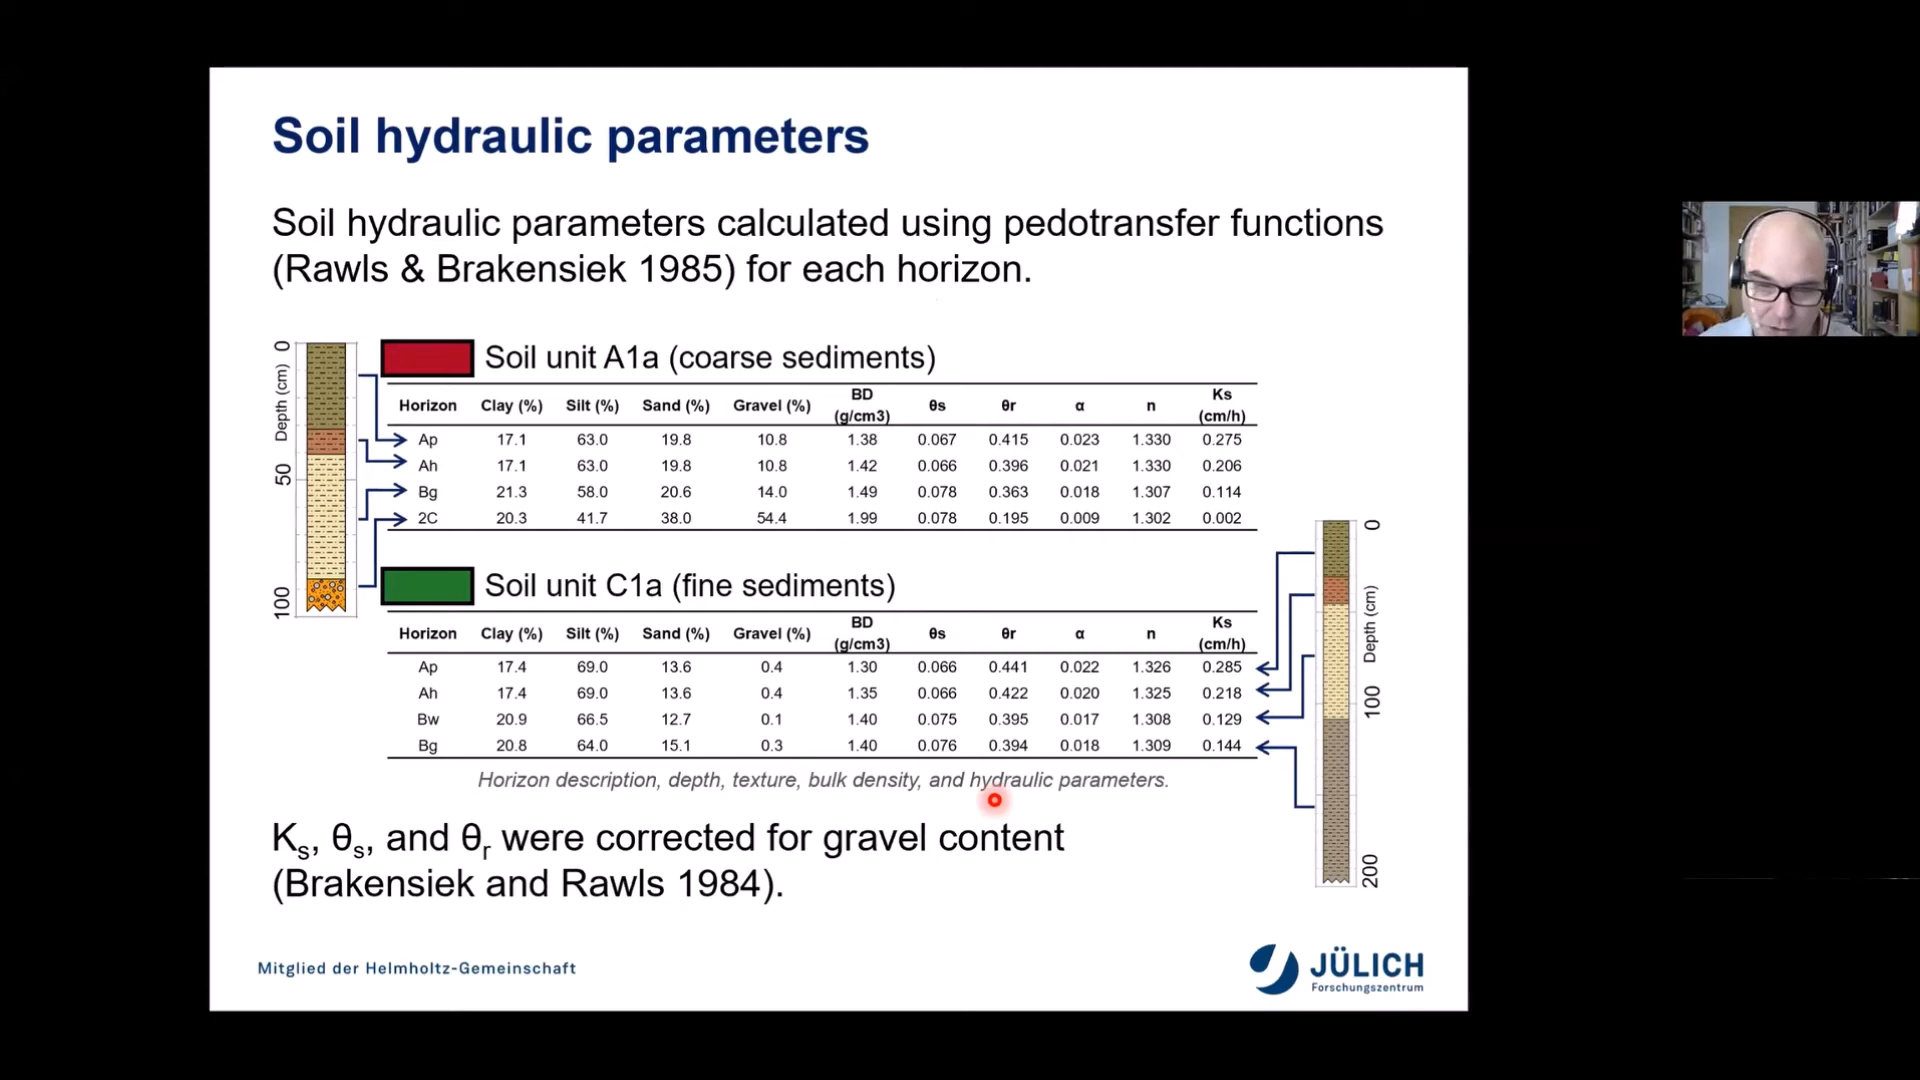 Soil hydraulic parameters
Soil hydraulic parameters calculated using pedotransfer functions
(Rawls & Brakensiek 1985) for each horizon.
0
Depth (cm)
50
100
Soil unit A1a (coarse sediments)
Horizon Clay (%) Silt (%) Sand (%) Gravel (%) BD (g/cm3) θs θr α n Ks (cm/h)
Ap 17.1 63.0 19.8 10.8 1.38 0.067 0.415 0.023 1.330 0.275
Ah 17.1 63.0 19.8 10.8 1.42 0.066 0.396 0.021 1.330 0.206
Bg 21.3 58.0 20.6 14.0 1.49 0.078 0.363 0.018 1.307 0.114
2C 20.3 41.7 38.0 54.4 1.99 0.078 0.195 0.009 1.302 0.002
Soil unit C1a (fine sediments)
Horizon Clay (%) Silt (%) Sand (%) Gravel (%) BD (g/cm3) θs θr α n Ks (cm/h)
Ap 17.4 69.0 13.6 0.4 1.30 0.066 0.441 0.022 1.326 0.285
Ah 17.4 69.0 13.6 0.4 1.35 0.066 0.422 0.020 1.325 0.218
Bw 20.9 66.5 12.7 0.1 1.40 0.075 0.395 0.017 1.308 0.129
Bg 20.8 64.0 15.1 0.3 1.40 0.076 0.394 0.018 1.309 0.144
0
Depth (cm)
100
200
Horizon description, depth, texture, bulk density, and hydraulic parameters.
Ks, θs, and θr were corrected for gravel content
(Brakensiek and Rawls 1984).
Mitglied der Helmholtz-Gemeinschaft
JÜLICH
Forschungszentrum